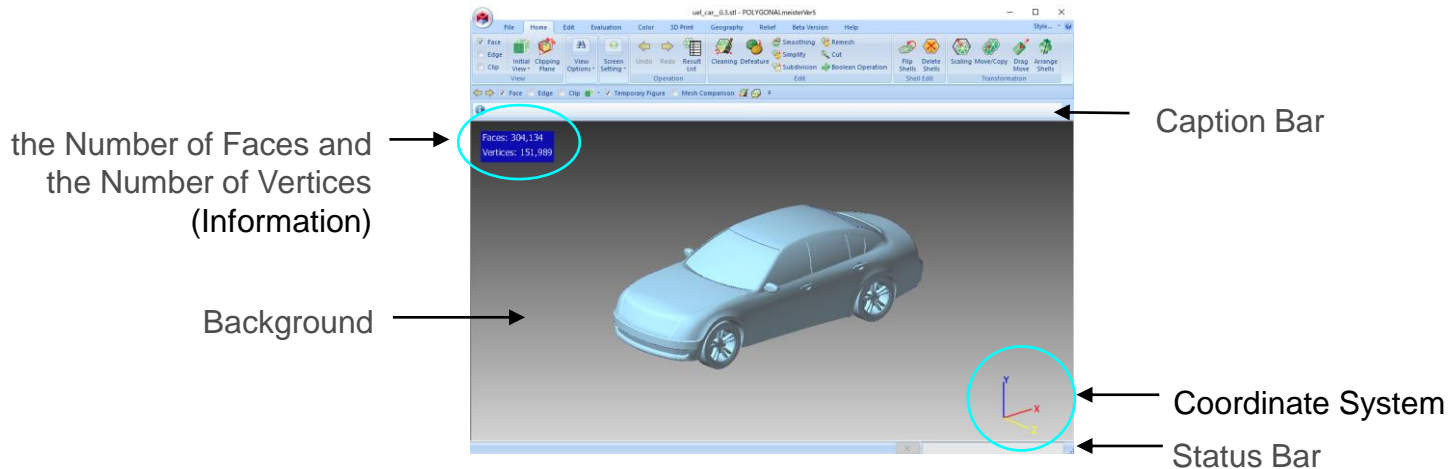 uel_car__0.3.stl - POLYGONALmeisterVer5
File Home Edit Evaluation Color 3D Print Geography Relief Beta Version Help Style...
Face
Edge
Clip
Initial View
Clipping Plane
View
View Options
Screen Setting
Undo
Redo
Result List
Operation
Cleaning
Defeature
Smoothing
Simplify
Subdivision
Remesh
Cut
Boolean Operation
Edit
Flip Shells
Delete Shells
Shell Edit
Scaling
Move/Copy
Drag Move
Arrange Shells
Transformation
Face Edge Clip Temporary Figure Mesh Comparison
Caption Bar
Faces: 304,134
Vertices: 151,989
the Number of Faces and
the Number of Vertices
(Information)
Background
Y
X
Z
Coordinate System
Status Bar